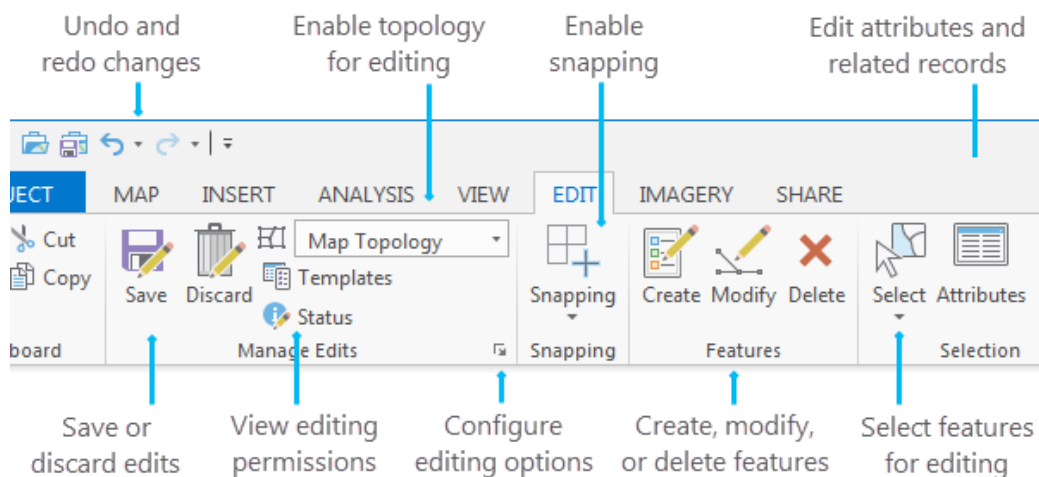 Undo and
redo changes
Enable topology
for editing
Enable
snapping
Edit attributes and
related records
JECT MAP INSERT ANALYSIS VIEW EDIT IMAGERY SHARE
Cut
Copy
Save
Discard
Map Topology
Templates
Status
Snapping
Create Modify Delete
Select Attributes
board Manage Edits Snapping Features Selection
Save or
discard edits
View editing
permissions
Configure
editing options
Create, modify,
or delete features
Select features
for editing